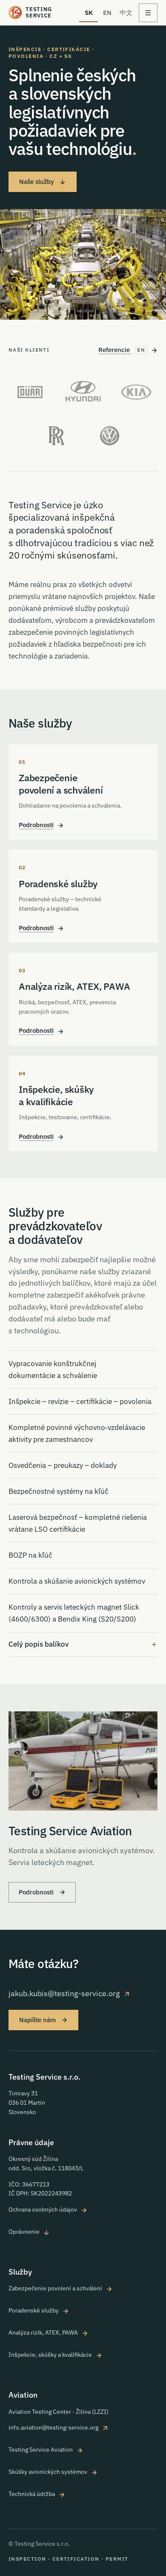 TESTING
SERVICE
SK EN 中文
INŠPEKCIE · CERTIFIKÁCIE ·
POVOLENIA · CZ + SK
Splnenie českých
a slovenských
legislatívnych
požiadaviek pre
vašu technológiu.
Naše služby ↓
NAŠI KLIENTI
Referencie EN →
DÜRR
HYUNDAI
KIA
RR
VW
Testing Service je úzko
špecializovaná inšpekčná
a poradenská spoločnosť
s dlhotrvajúcou tradíciou s viac než
20 ročnými skúsenosťami.
Máme reálnu prax zo všetkých odvetví
priemyslu vrátane najnovších projektov. Naše
ponúkané prémiové služby poskytujú
dodávateľom, výrobcom a prevádzkovateľom
zabezpečenie povinných legislatívnych
požiadaviek z hľadiska bezpečnosti pre ich
technológie a zariadenia.
Naše služby
01
Zabezpečenie
povolení a schválení
Dohliadanie na povolenia a schválenia.
Podrobnosti →
02
Poradenské služby
Poradenské služby – technické
štandardy a legislatíva.
Podrobnosti →
03
Analýza rizík, ATEX, PAWA
Riziká, bezpečnosť, ATEX, prevencia
pracovných úrazov.
Podrobnosti →
04
Inšpekcie, skúšky
a kvalifikácie
Inšpekcie, testovanie, certifikácie.
Podrobnosti →
Služby pre
prevádzkovateľov
a dodávateľov
Aby sme mohli zabezpečiť najlepšie možné
výsledky, ponúkame naše služby zviazané
do jednotlivých balíčkov, ktoré majú za účel
kompletne zabezpečiť akékoľvek právne
požiadavky, ktoré prevádzkovateľ alebo
dodávateľ má alebo bude mať
s technológiou.
Vypracovanie konštrukčnej
dokumentácie a schválenie
Inšpekcie – revízie – certifikácie – povolenia
Kompletné povinné výchovno-vzdelávacie
aktivity pre zamestnancov
Osvedčenia – preukazy – doklady
Bezpečnostné systémy na kľúč
Laserová bezpečnosť – kompletné riešenia
vrátane LSO certifikácie
BOZP na kľúč
Kontrola a skúšanie avionických systémov
Kontroly a servis leteckých magnet Slick
(4600/6300) a Bendix King (S20/S200)
Celý popis balíkov +
Testing Service Aviation
Kontrola a skúšanie avionických systémov.
Servis leteckých magnet.
Podrobnosti →
Máte otázku?
jakub.kubis@testing-service.org ↗
Napíšte nám →
Testing Service s.r.o.
Timravy 31
036 01 Martin
Slovensko
Právne údaje
Okresný súd Žilina
odd. Sro, vložka č. 118043/L
IČO: 36677213
IČ DPH: SK2022243982
Ochrana osobných údajov →
Oprávnenie ↓
Služby
Zabezpečenie povolení a schválení →
Poradenské služby →
Analýza rizík, ATEX, PAWA →
Inšpekcie, skúšky a kvalifikácie →
Aviation
Aviation Testing Center · Žilina (LZZI)
info.aviation@testing-service.org ↗
Testing Service Aviation →
Skúšky avionických systémov →
Technická údržba →
© Testing Service s.r.o.
INSPECTION · CERTIFICATION · PERMIT